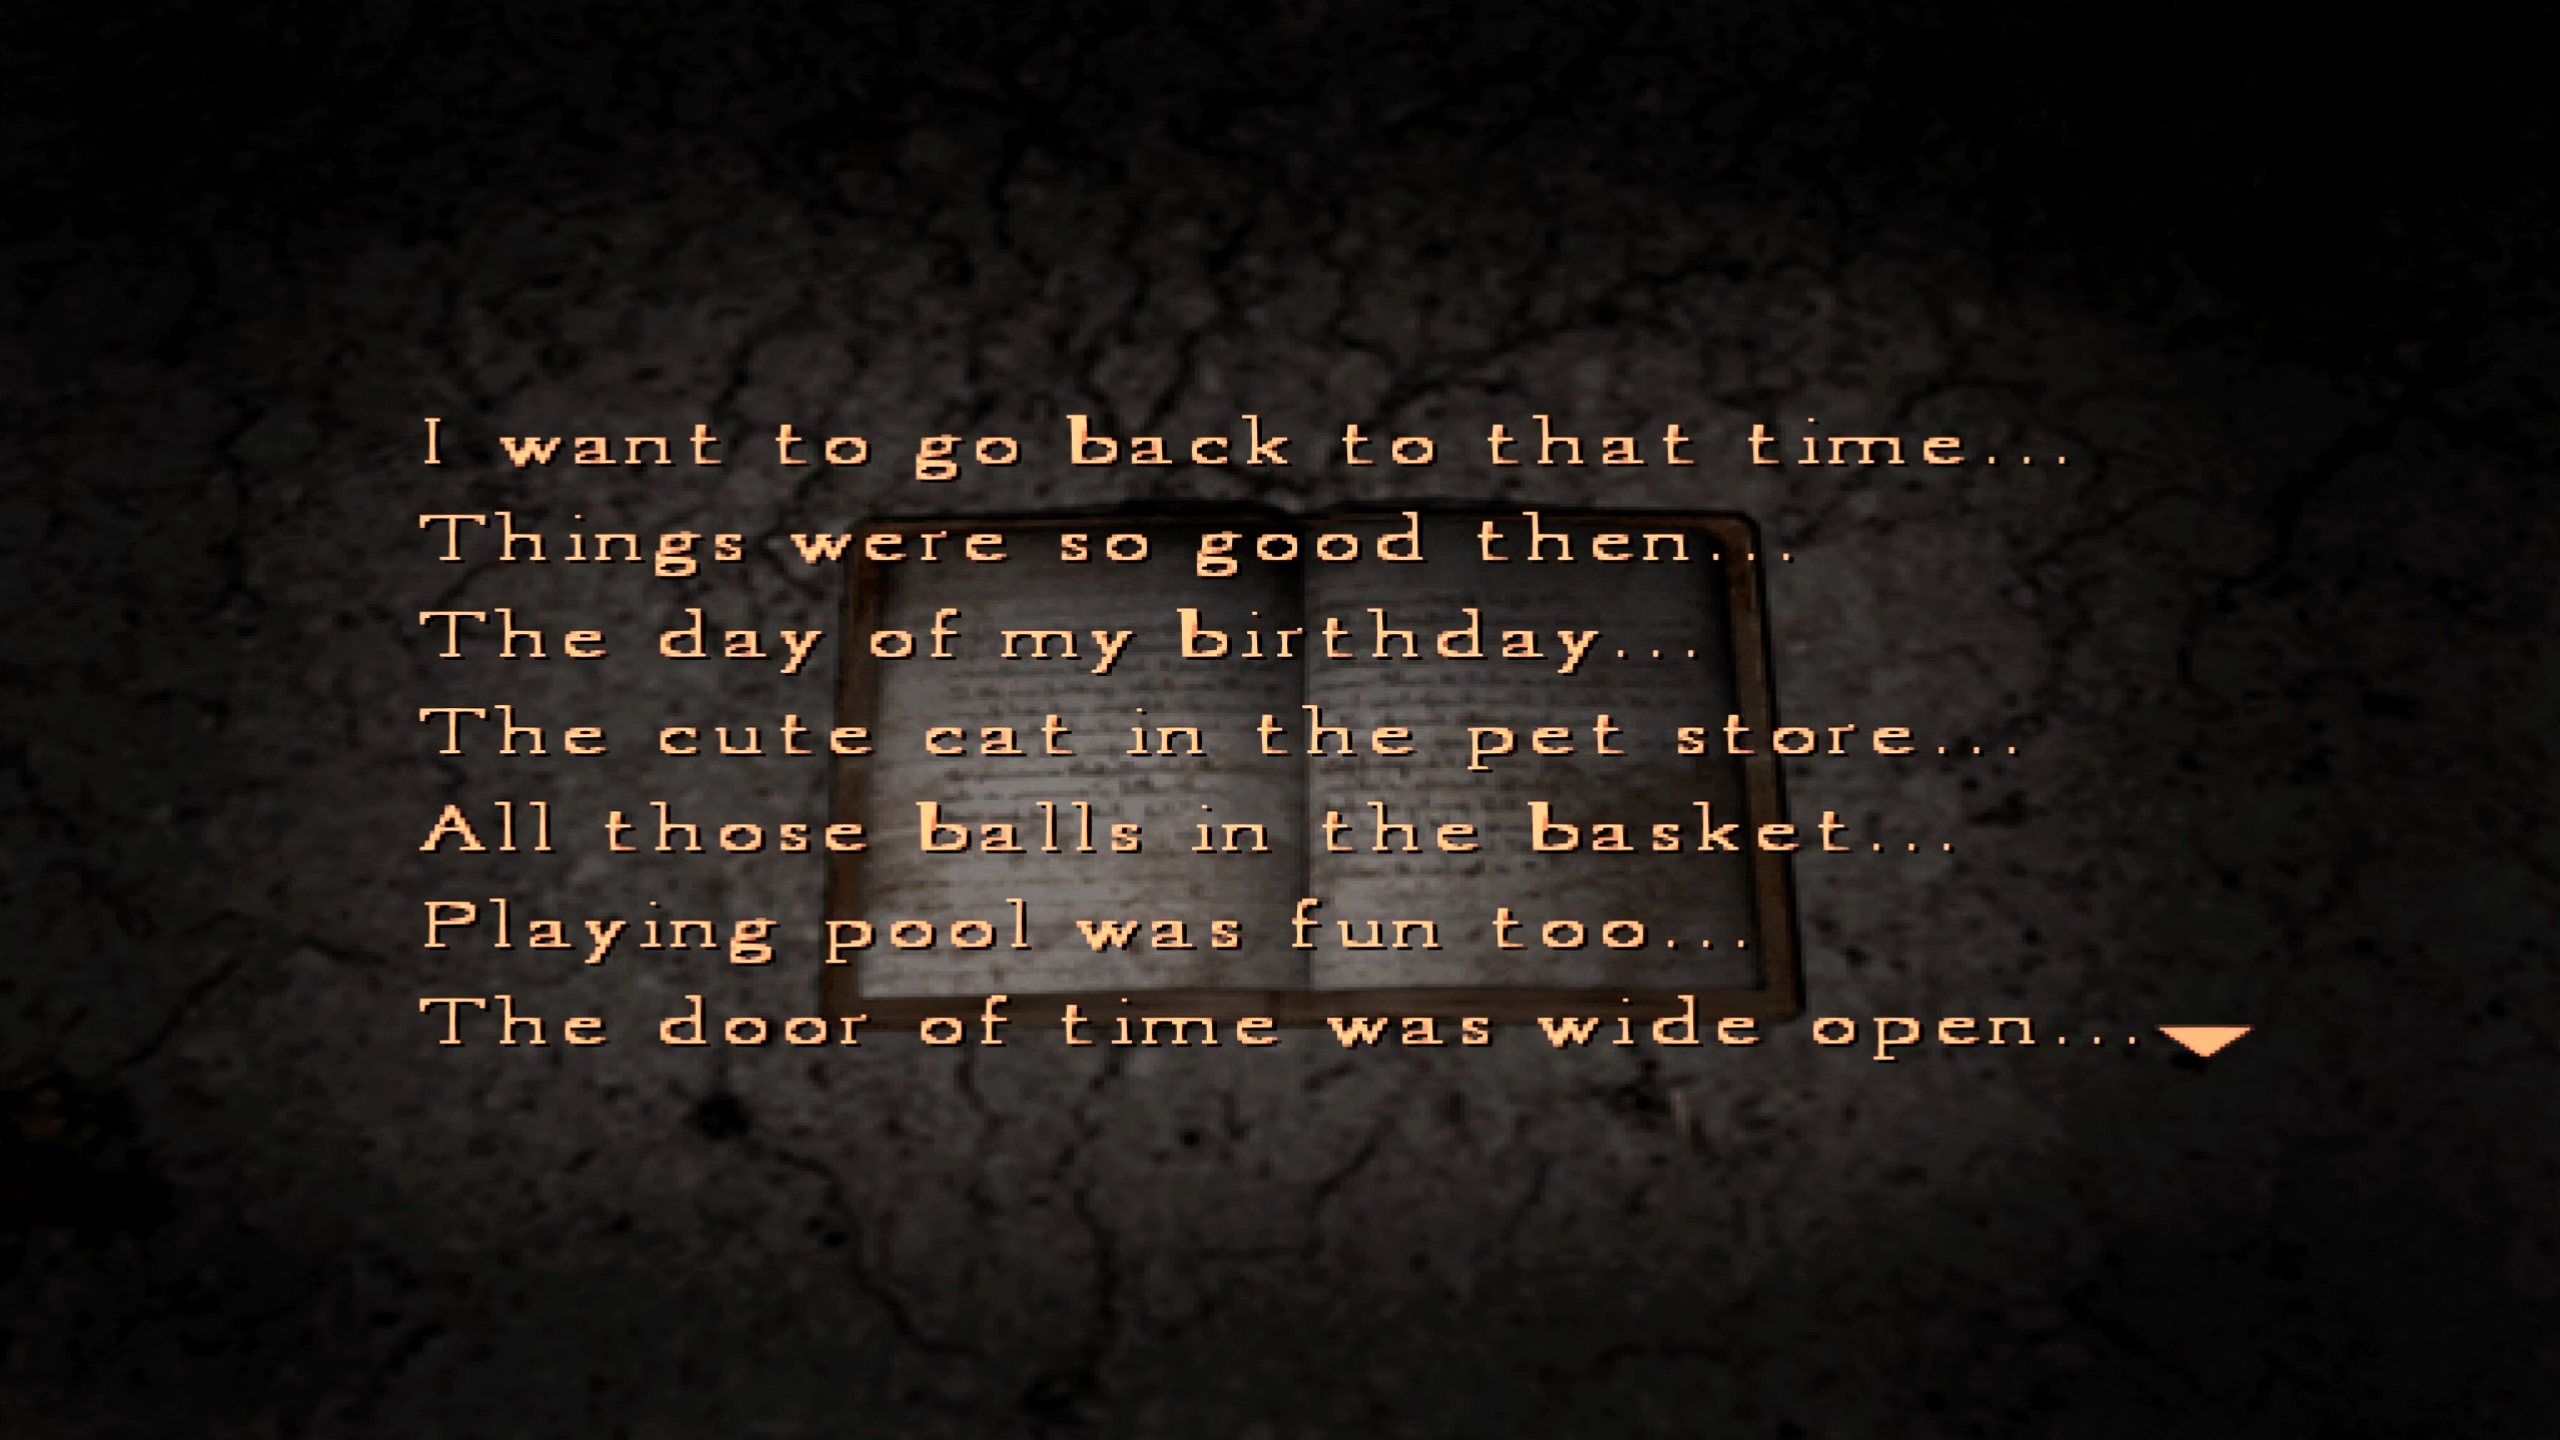 I want to go back to that time...
Things were so good then...
The day of my birthday...
The cute cat in the pet store...
All those balls in the basket...
Playing pool was fun too...
The door of time was wide open...